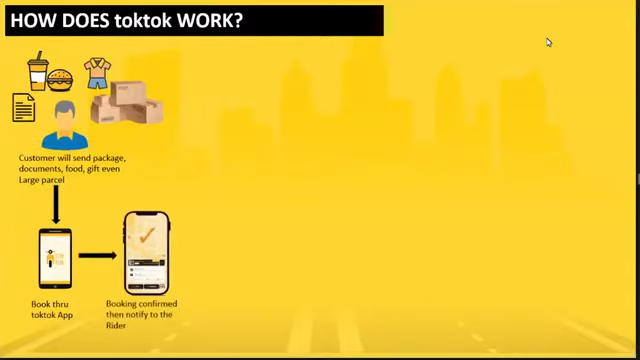 HOW DOES toktok WORK?
Customer will send package,
documents, food, gift even
Large parcel
Book thru
toktok App
Booking confirmed
then notify to the
Rider